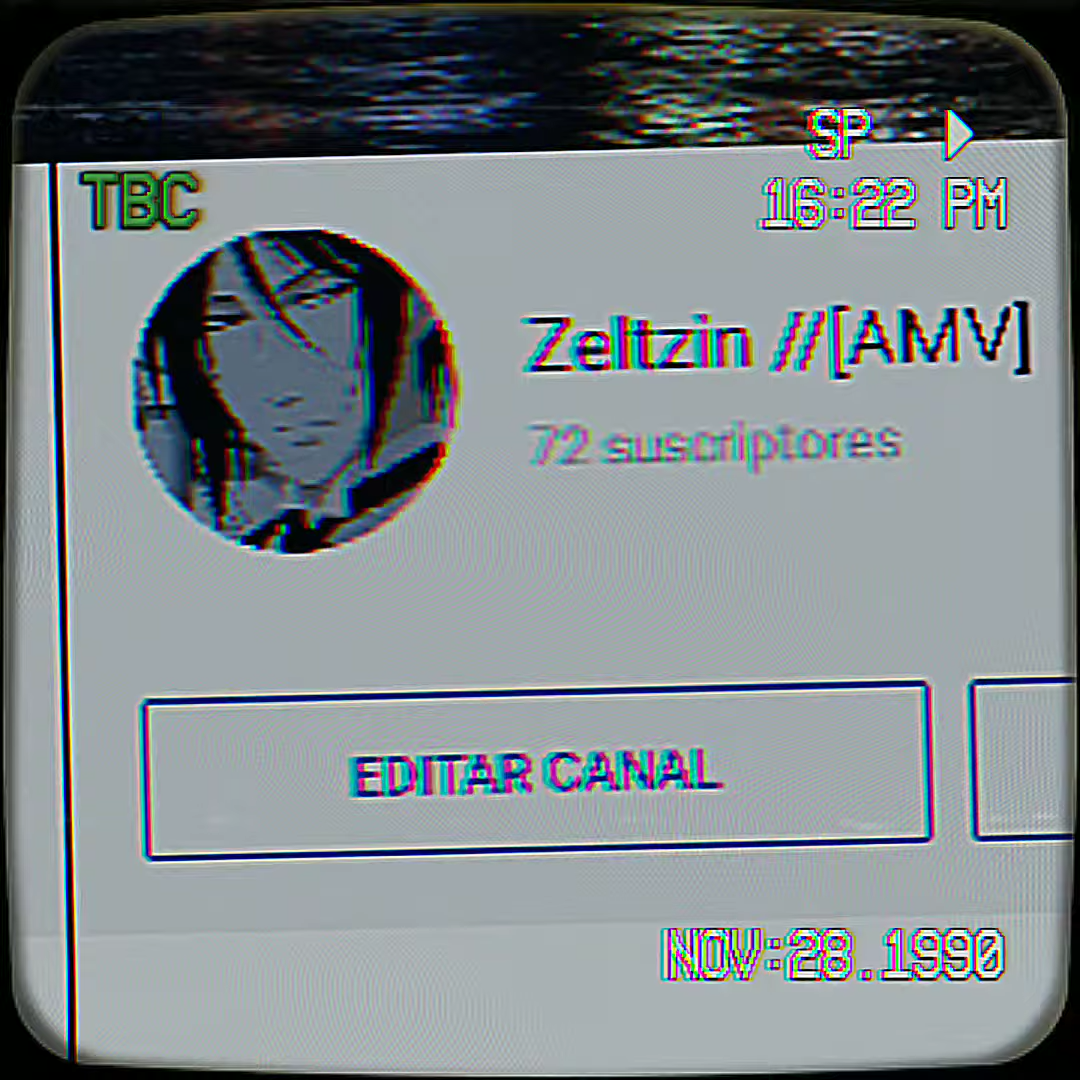 SP
TBC
16:22 PM
Zeltzin //[AMV]
72 suscriptores
EDITAR CANAL
NOV:28.1990